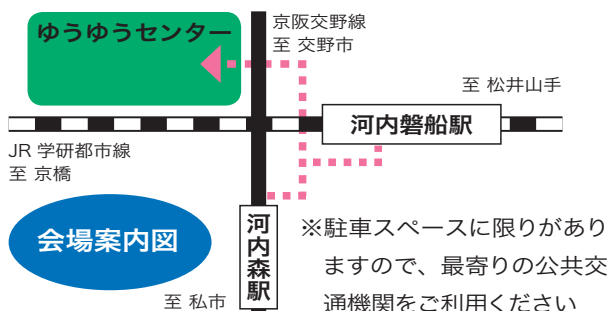 ゆうゆうセンター
京阪交野線
至 交野市
至 松井山手
河内磐船駅
JR 学研都市線
至 京橋
会場案内図
河内森駅
至 私市
※駐車スペースに限りがあり
ますので、最寄りの公共交
通機関をご利用ください